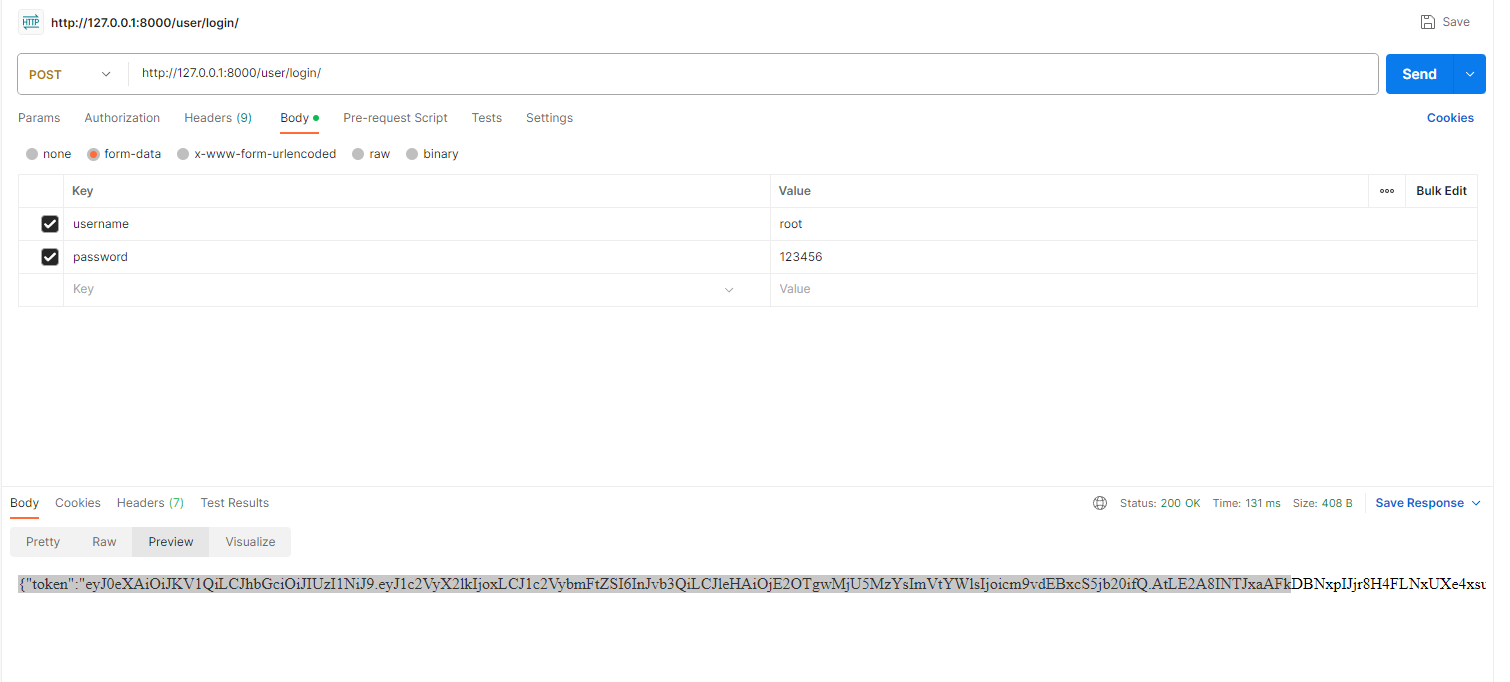 HTTP http://127.0.0.1:8000/user/login/ Save
POST http://127.0.0.1:8000/user/login/ Send
Params Authorization Headers (9) Body Pre-request Script Tests Settings Cookies
none form-data x-www-form-urlencoded raw binary
Key Value Bulk Edit
username root
password 123456
Key Value
Body Cookies Headers (7) Test Results Status: 200 OK Time: 131 ms Size: 408 B Save Response
Pretty Raw Preview Visualize
{"token":"eyJ0eXAiOiJKV1QiLCJhbGciOiJIUzI1NiJ9.eyJ1c2VyX2lkIjoxLCJ1c2VybmFtZSI6InJvb3QiLCJleHAiOjE2OTgwMjU5MzYsImVtYWlsIjoicm9vdEBxcS5jb20ifQ.AtLE2A8INTJxaAFkDBNxpIJjr8H4FLNxUXe4xsu